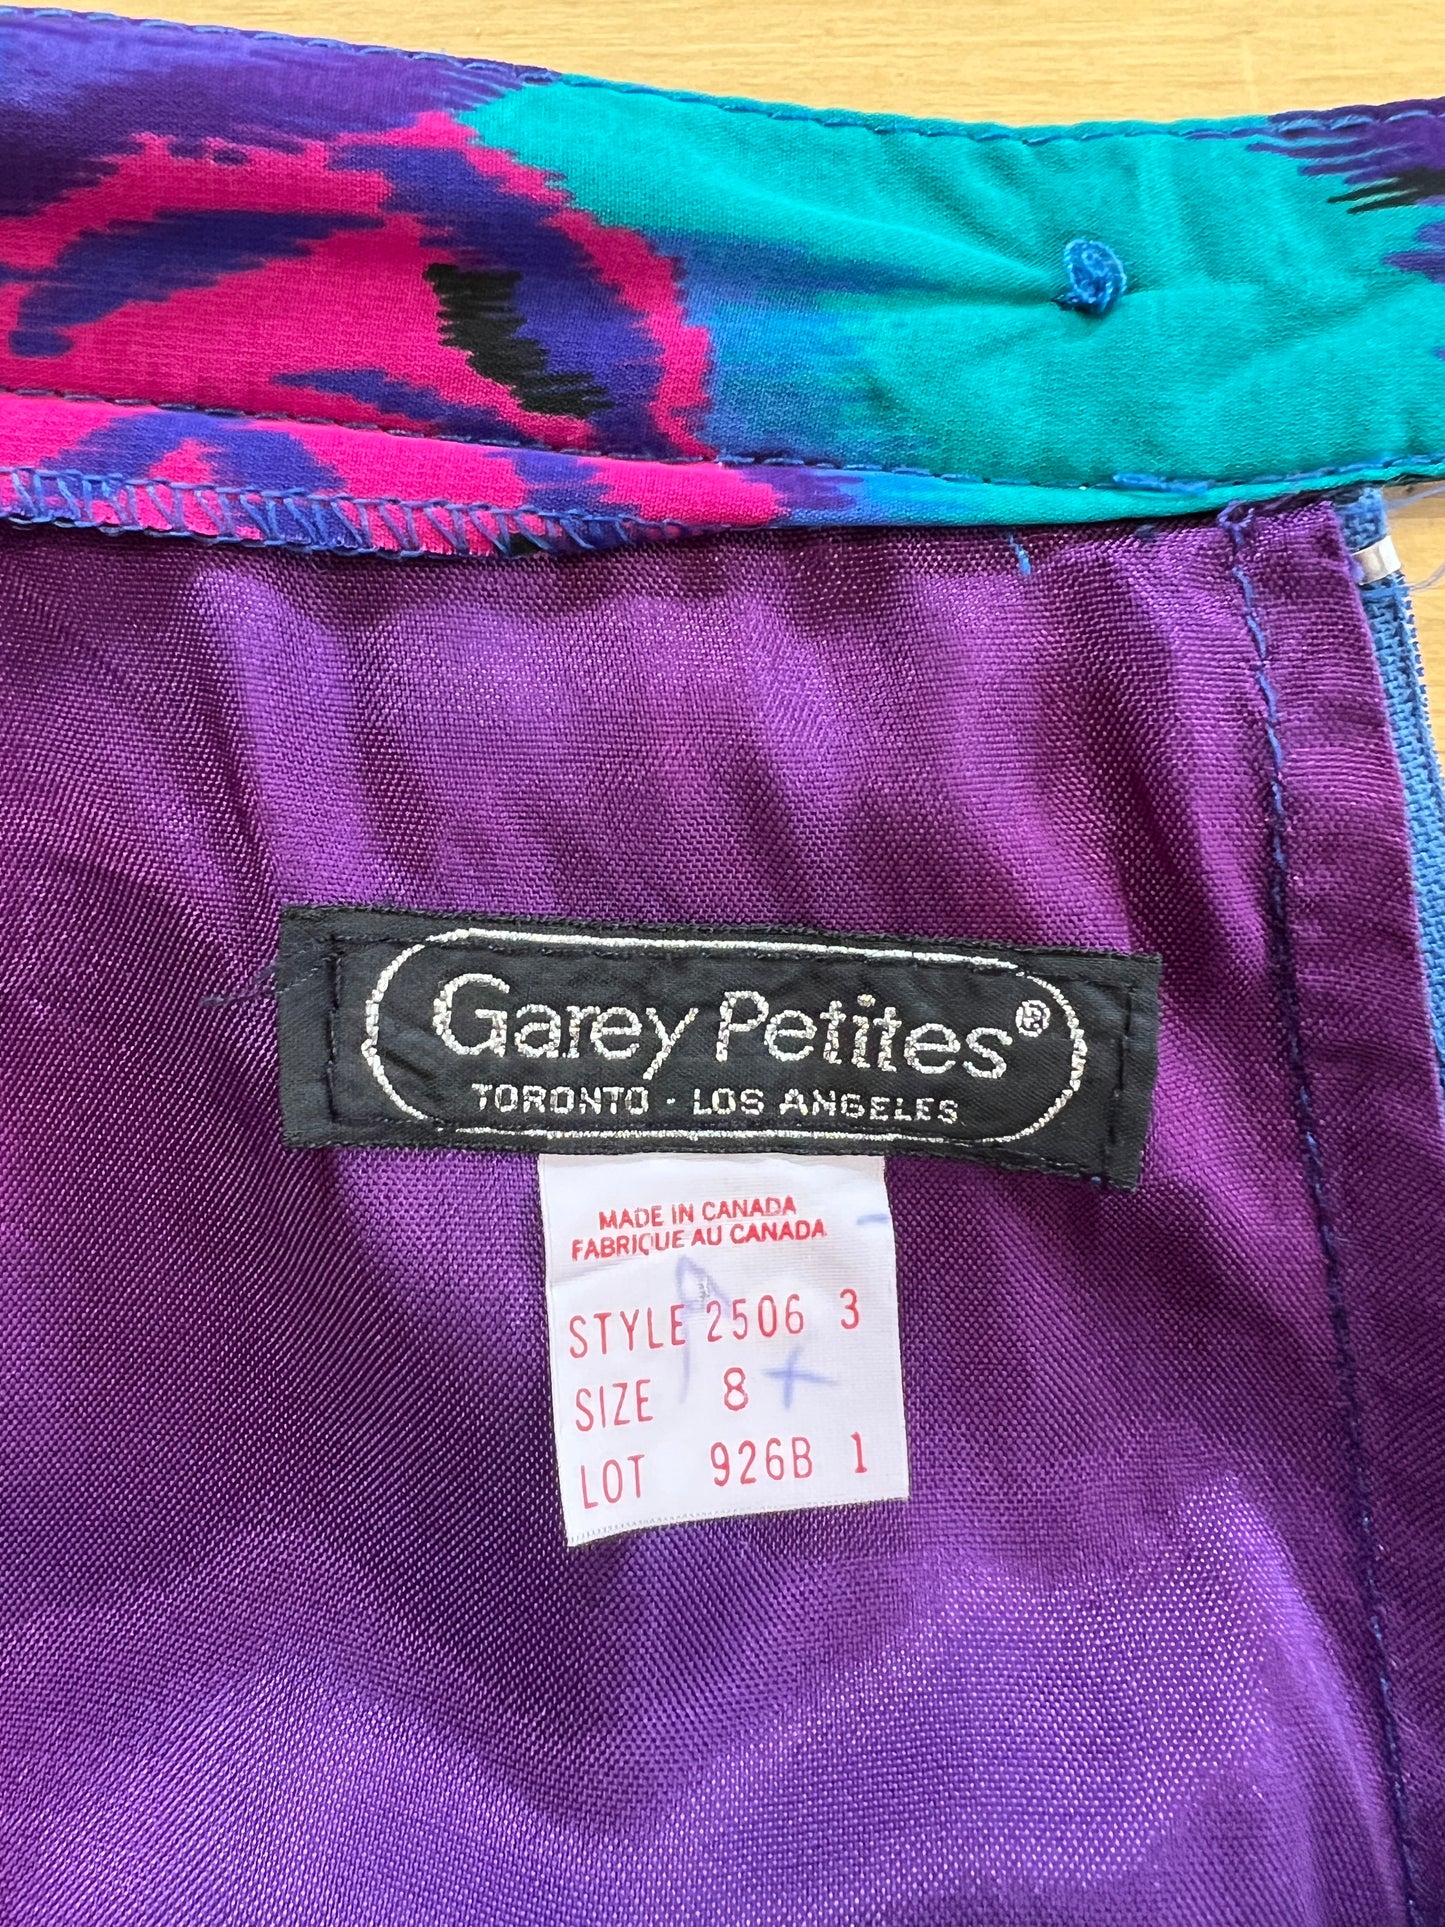 Garey Petites®
TORONTO · LOS ANGELES
MADE IN CANADA
FABRIQUE AU CANADA
STYLE 2506 3
SIZE 8
LOT 926B 1